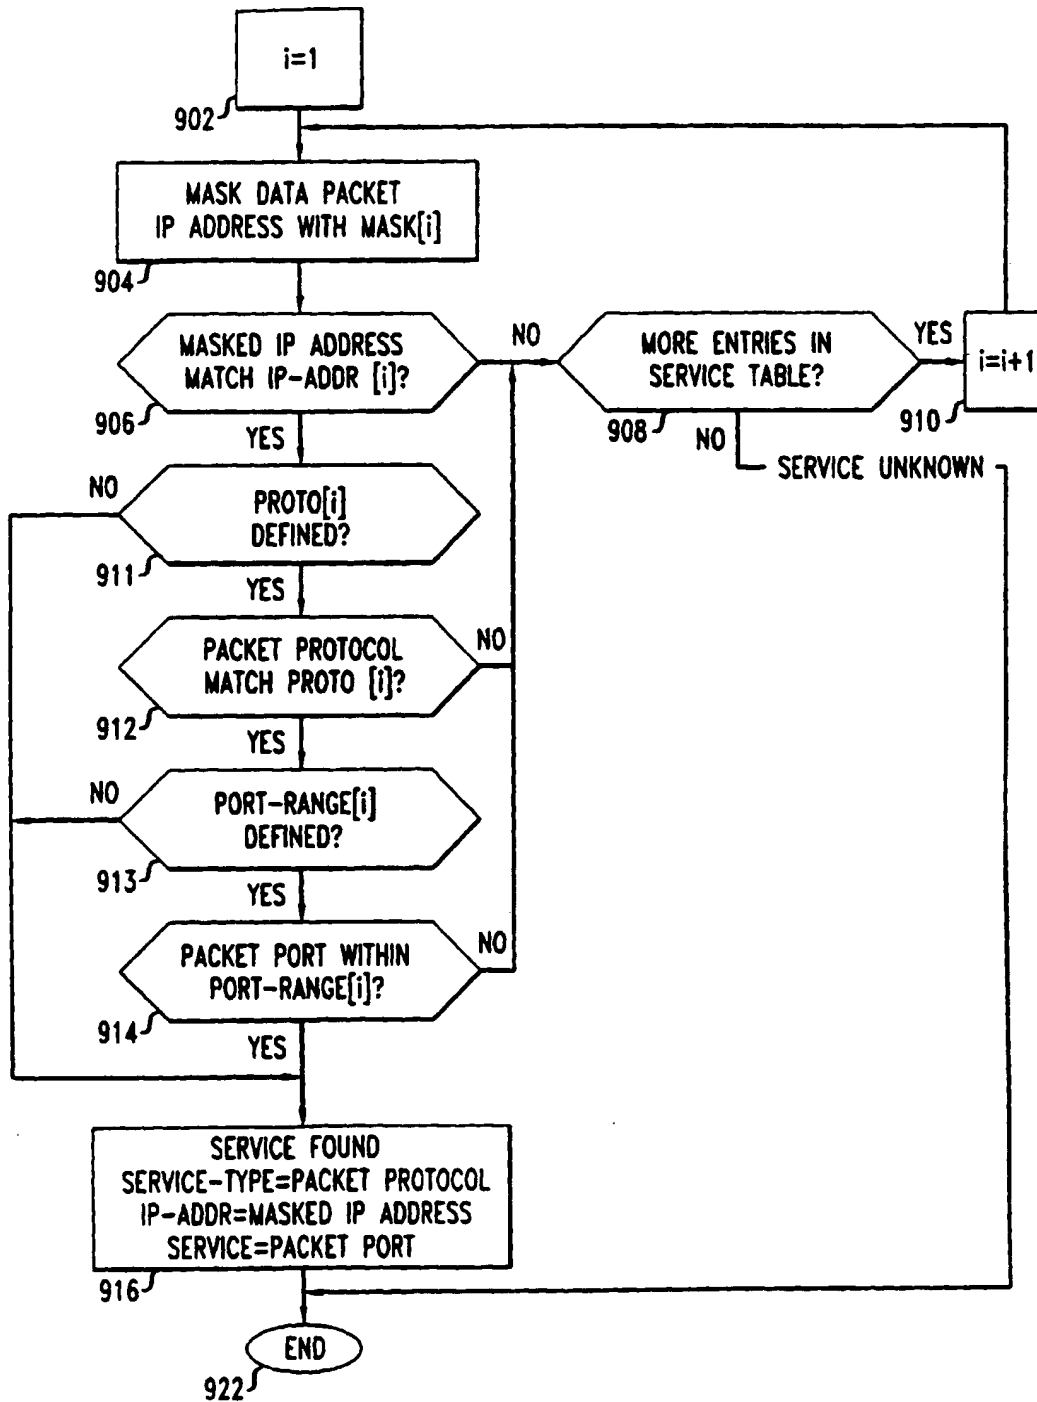 i=1
902
MASK DATA PACKET
IP ADDRESS WITH MASK[i]
904
MASKED IP ADDRESS
MATCH IP-ADDR [i]?
906
NO
MORE ENTRIES IN
SERVICE TABLE?
908
YES
i=i+1
910
NO
SERVICE UNKNOWN
YES
NO
PROTO[i]
DEFINED?
911
YES
PACKET PROTOCOL
MATCH PROTO [i]?
912
NO
YES
NO
PORT-RANGE[i]
DEFINED?
913
YES
PACKET PORT WITHIN
PORT-RANGE[i]?
914
NO
YES
SERVICE FOUND
SERVICE-TYPE=PACKET PROTOCOL
IP-ADDR=MASKED IP ADDRESS
SERVICE=PACKET PORT
916
END
922